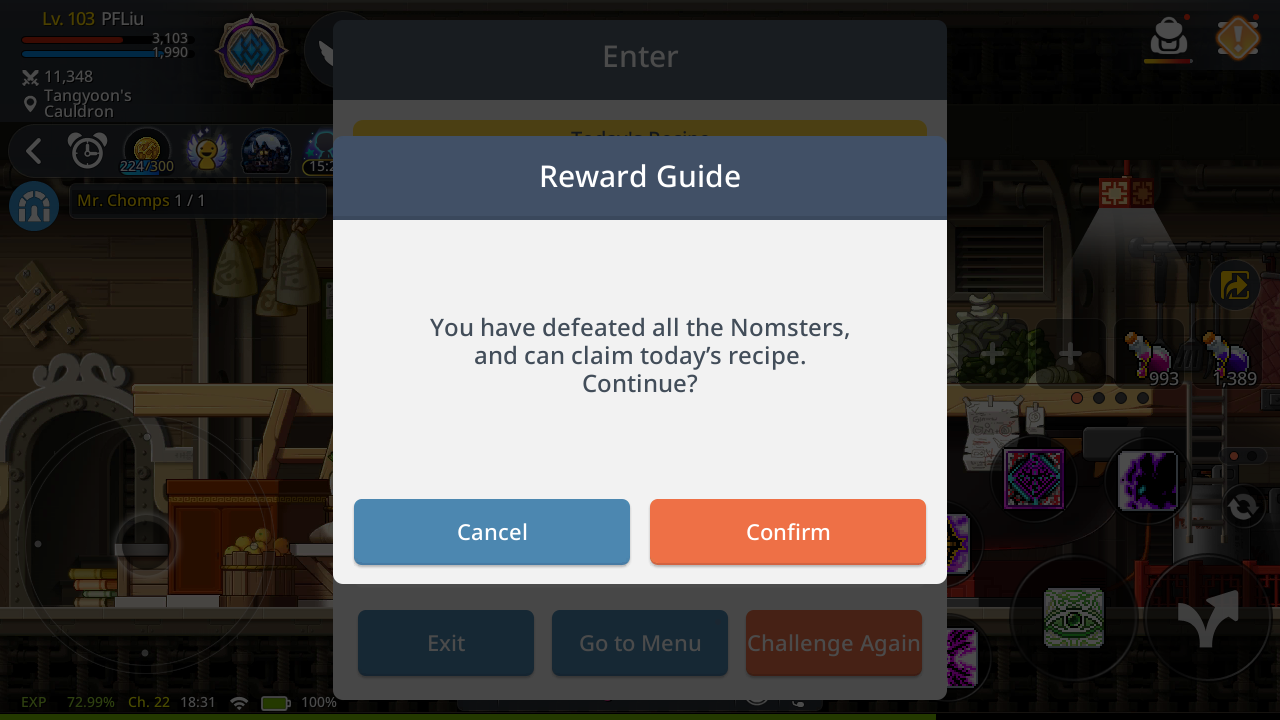 Lv. 103 PFLiu
3,103
1,990
11,348
Tangyoon's
Cauldron
224/300
15:2
Mr. Chomps 1 / 1
Enter
Today's Recipe
Reward Guide
You have defeated all the Nomsters,
and can claim today's recipe.
Continue?
Cancel
Confirm
Exit
Go to Menu
Challenge Again
993
1,389
EXP 72.99% Ch. 22 18:31 100%